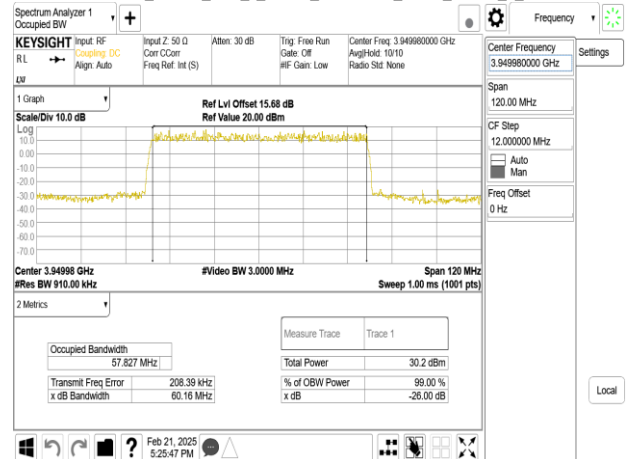 Spectrum Analyzer 1
Occupied BW
Frequency
KEYSIGHT
RL
LXI
Input: RF
Coupling: DC
Align: Auto
Input Z: 50 Ω
Corr CCorr
Freq Ref: Int (S)
Atten: 30 dB
Trig: Free Run
Gate: Off
#IF Gain: Low
Center Freq: 3.949980000 GHz
Avg|Hold: 10/10
Radio Std: None
Center Frequency
3.949980000 GHz
Settings
Span
120.00 MHz
CF Step
12.000000 MHz
Auto
Man
Freq Offset
0 Hz
Local
1 Graph
Scale/Div 10.0 dB
Ref Lvl Offset 15.68 dB
Ref Value 20.00 dBm
Log
10.0
0.00
-10.0
-20.0
-30.0
-40.0
-50.0
-60.0
-70.0
Center 3.94998 GHz
#Video BW 3.0000 MHz
Span 120 MHz
#Res BW 910.00 kHz
Sweep 1.00 ms (1001 pts)
2 Metrics
Measure Trace Trace 1
Occupied Bandwidth
57.827 MHz
Total Power 30.2 dBm
Transmit Freq Error 208.39 kHz
% of OBW Power 99.00 %
x dB Bandwidth 60.16 MHz
x dB -26.00 dB
Feb 21, 2025
5:25:47 PM